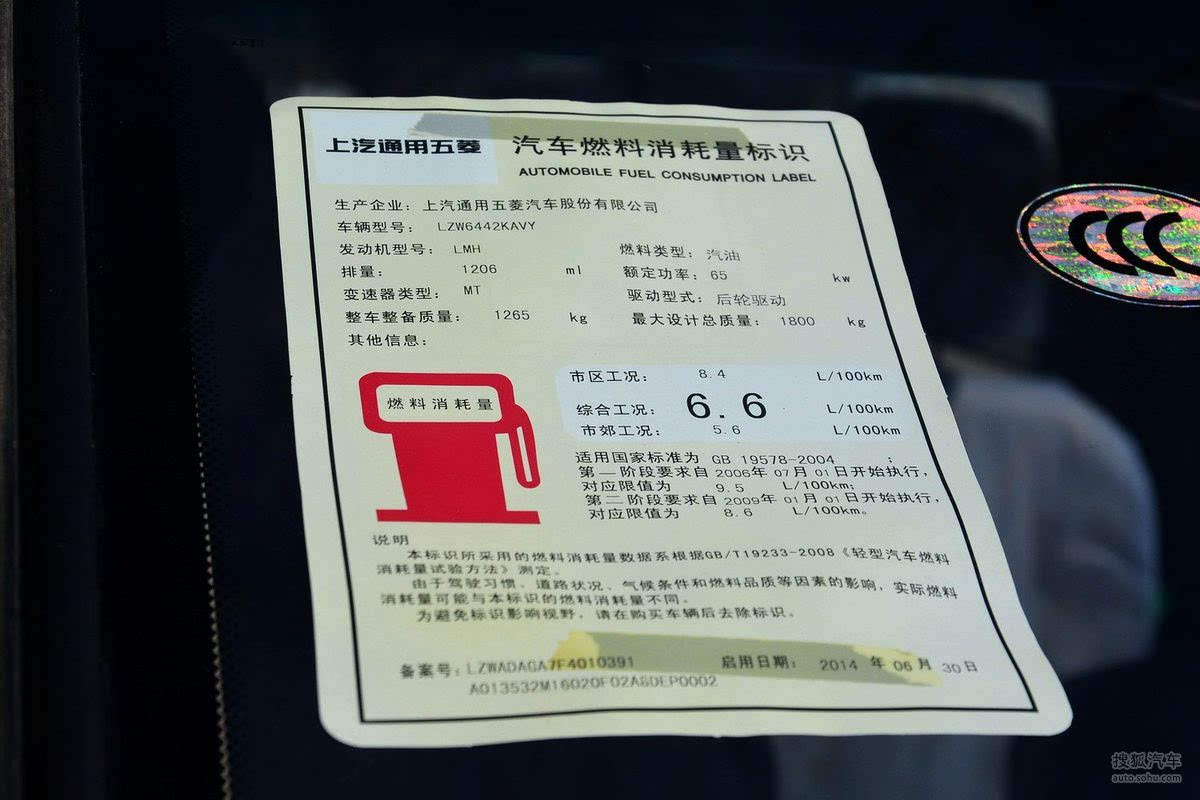 上汽通用五菱 汽车燃料消耗量标识
AUTOMOBILE FUEL CONSUMPTION LABEL
生产企业: 上汽通用五菱汽车股份有限公司
车辆型号: LZW6442KAVY
发动机型号: LMH 燃料类型: 汽油
排量: 1206 ml 额定功率: 65 kw
变速器类型: MT 驱动型式: 后轮驱动
整车整备质量: 1265 kg 最大设计总质量: 1800 kg
其他信息:
燃料消耗量
市区工况: 8.4 L/100km
综合工况: 6.6 L/100km
市郊工况: 5.6 L/100km
适用国家标准为 GB 19578-2004 ;
第一阶段要求自2006年 07月 01日开始执行,
对应限值为 9.5 L/100km;
第二阶段要求自2009年 01月 01日开始执行,
对应限值为 8.6 L/100km。
说明
本标识所采用的燃料消耗量数据系根据GB/T19233-2008《轻型汽车燃料
消耗量试验方法》测定。
由于驾驶习惯、道路状况、气候条件和燃料品质等因素的影响,实际燃料
消耗量可能与本标识的燃料消耗量不同。
为避免标识影响视野,请在购买车辆后去除标识。
备案号: LZWADAGA7F4010391 启用日期: 2014 年 06月 30日
A013532M16020F02A8DEP0002
CCC
搜狐汽车
auto.sohu.com